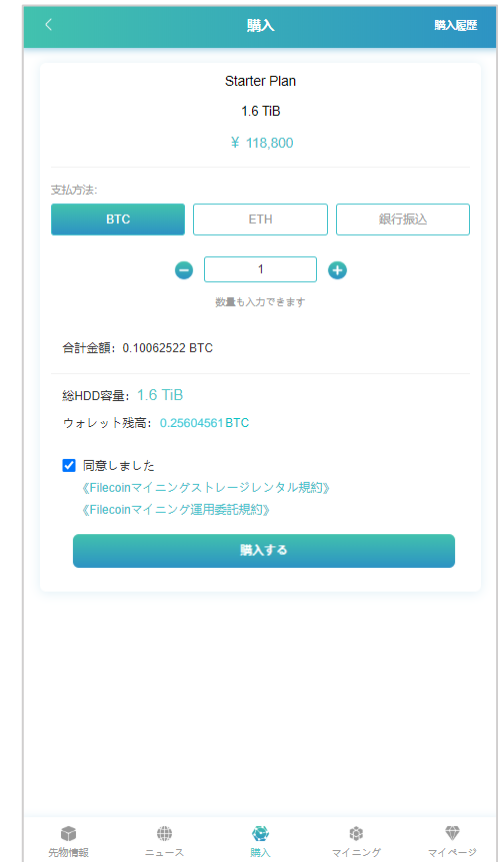 購入
購入履歴
Starter Plan
1.6 TiB
¥ 118,800
支払方法:
BTC
ETH
銀行振込
1
数量も入力できます
合計金額: 0.10062522 BTC
総HDD容量: 1.6 TiB
ウォレット残高: 0.25604561 BTC
同意しました
《Filecoinマイニングストレージレンタル規約》
《Filecoinマイニング運用委託規約》
購入する
先物情報
ニュース
購入
マイニング
マイページ